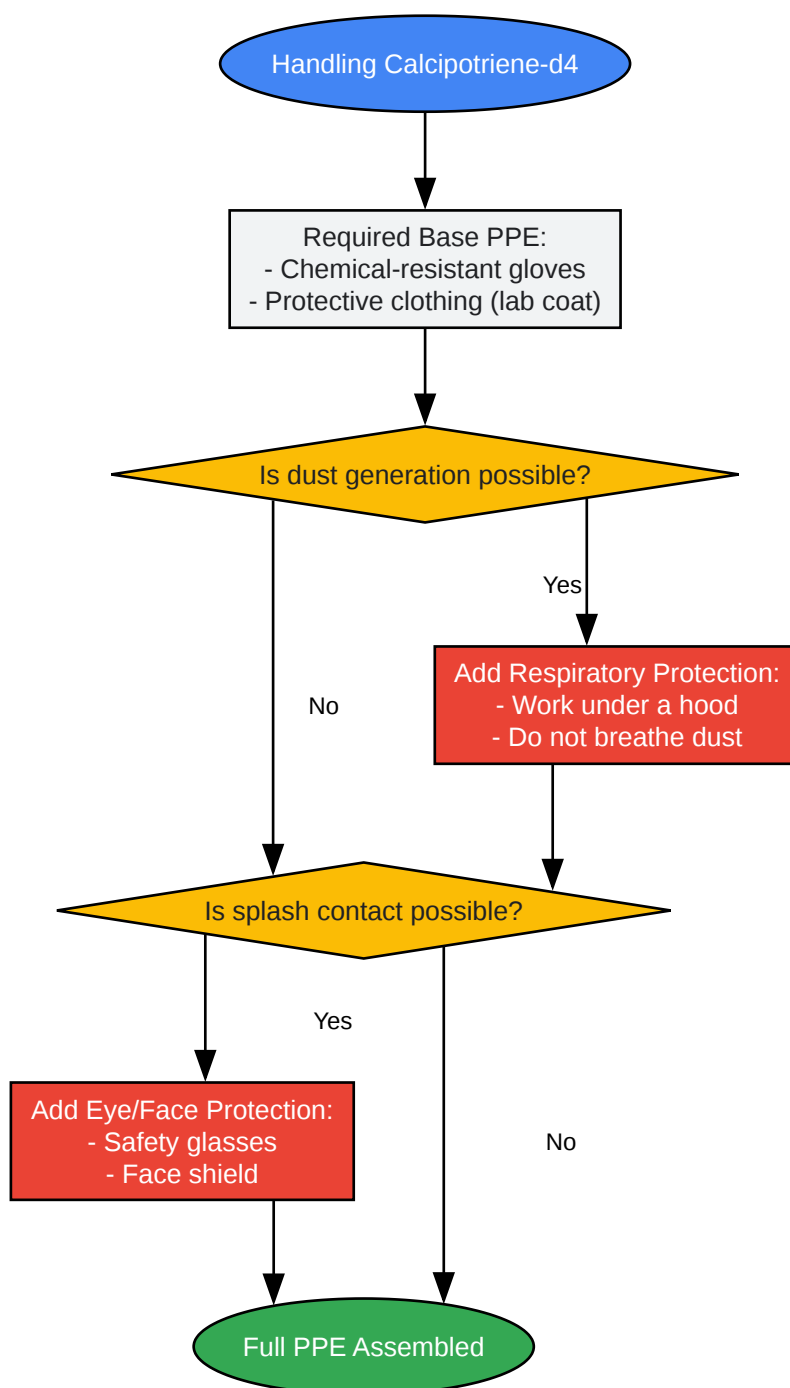 Handling Calcipotriene-d4
Required Base PPE:
- Chemical-resistant gloves
- Protective clothing (lab coat)
Is dust generation possible?
Yes
Add Respiratory Protection:
- Work under a hood
- Do not breathe dust
No
Is splash contact possible?
Yes
Add Eye/Face Protection:
- Safety glasses
- Face shield
No
Full PPE Assembled